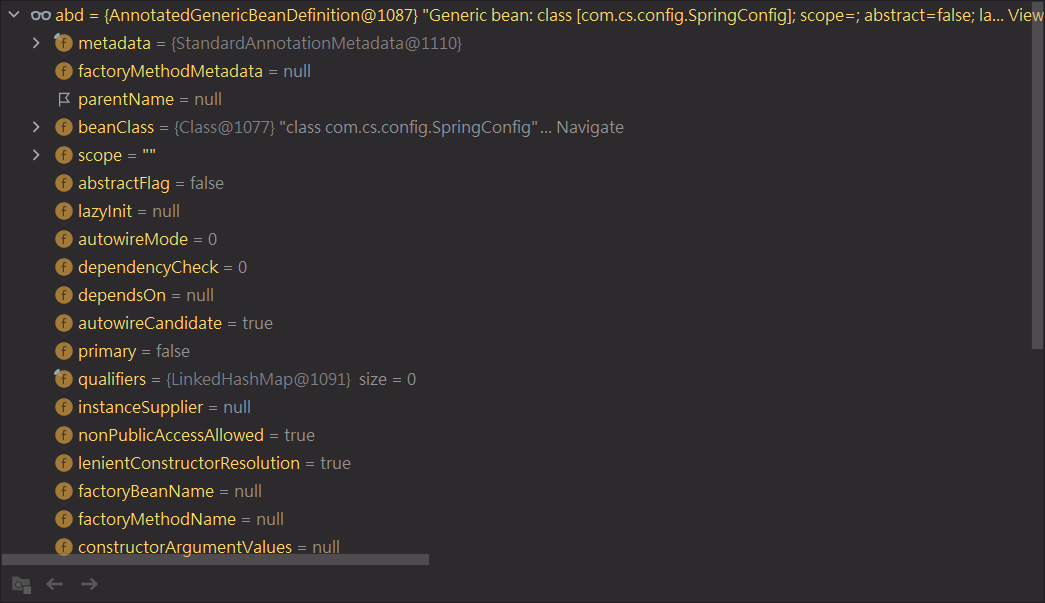 abd = {AnnotatedGenericBeanDefinition@1087} "Generic bean: class [com.cs.config.SpringConfig]; scope=; abstract=false; la... View
f metadata = {StandardAnnotationMetadata@1110}
f factoryMethodMetadata = null
parentName = null
f beanClass = {Class@1077} "class com.cs.config.SpringConfig"... Navigate
f scope = ""
f abstractFlag = false
f lazyInit = null
f autowireMode = 0
f dependencyCheck = 0
f dependsOn = null
f autowireCandidate = true
f primary = false
f qualifiers = {LinkedHashMap@1091} size = 0
f instanceSupplier = null
f nonPublicAccessAllowed = true
f lenientConstructorResolution = true
f factoryBeanName = null
f factoryMethodName = null
f constructorArgumentValues = null